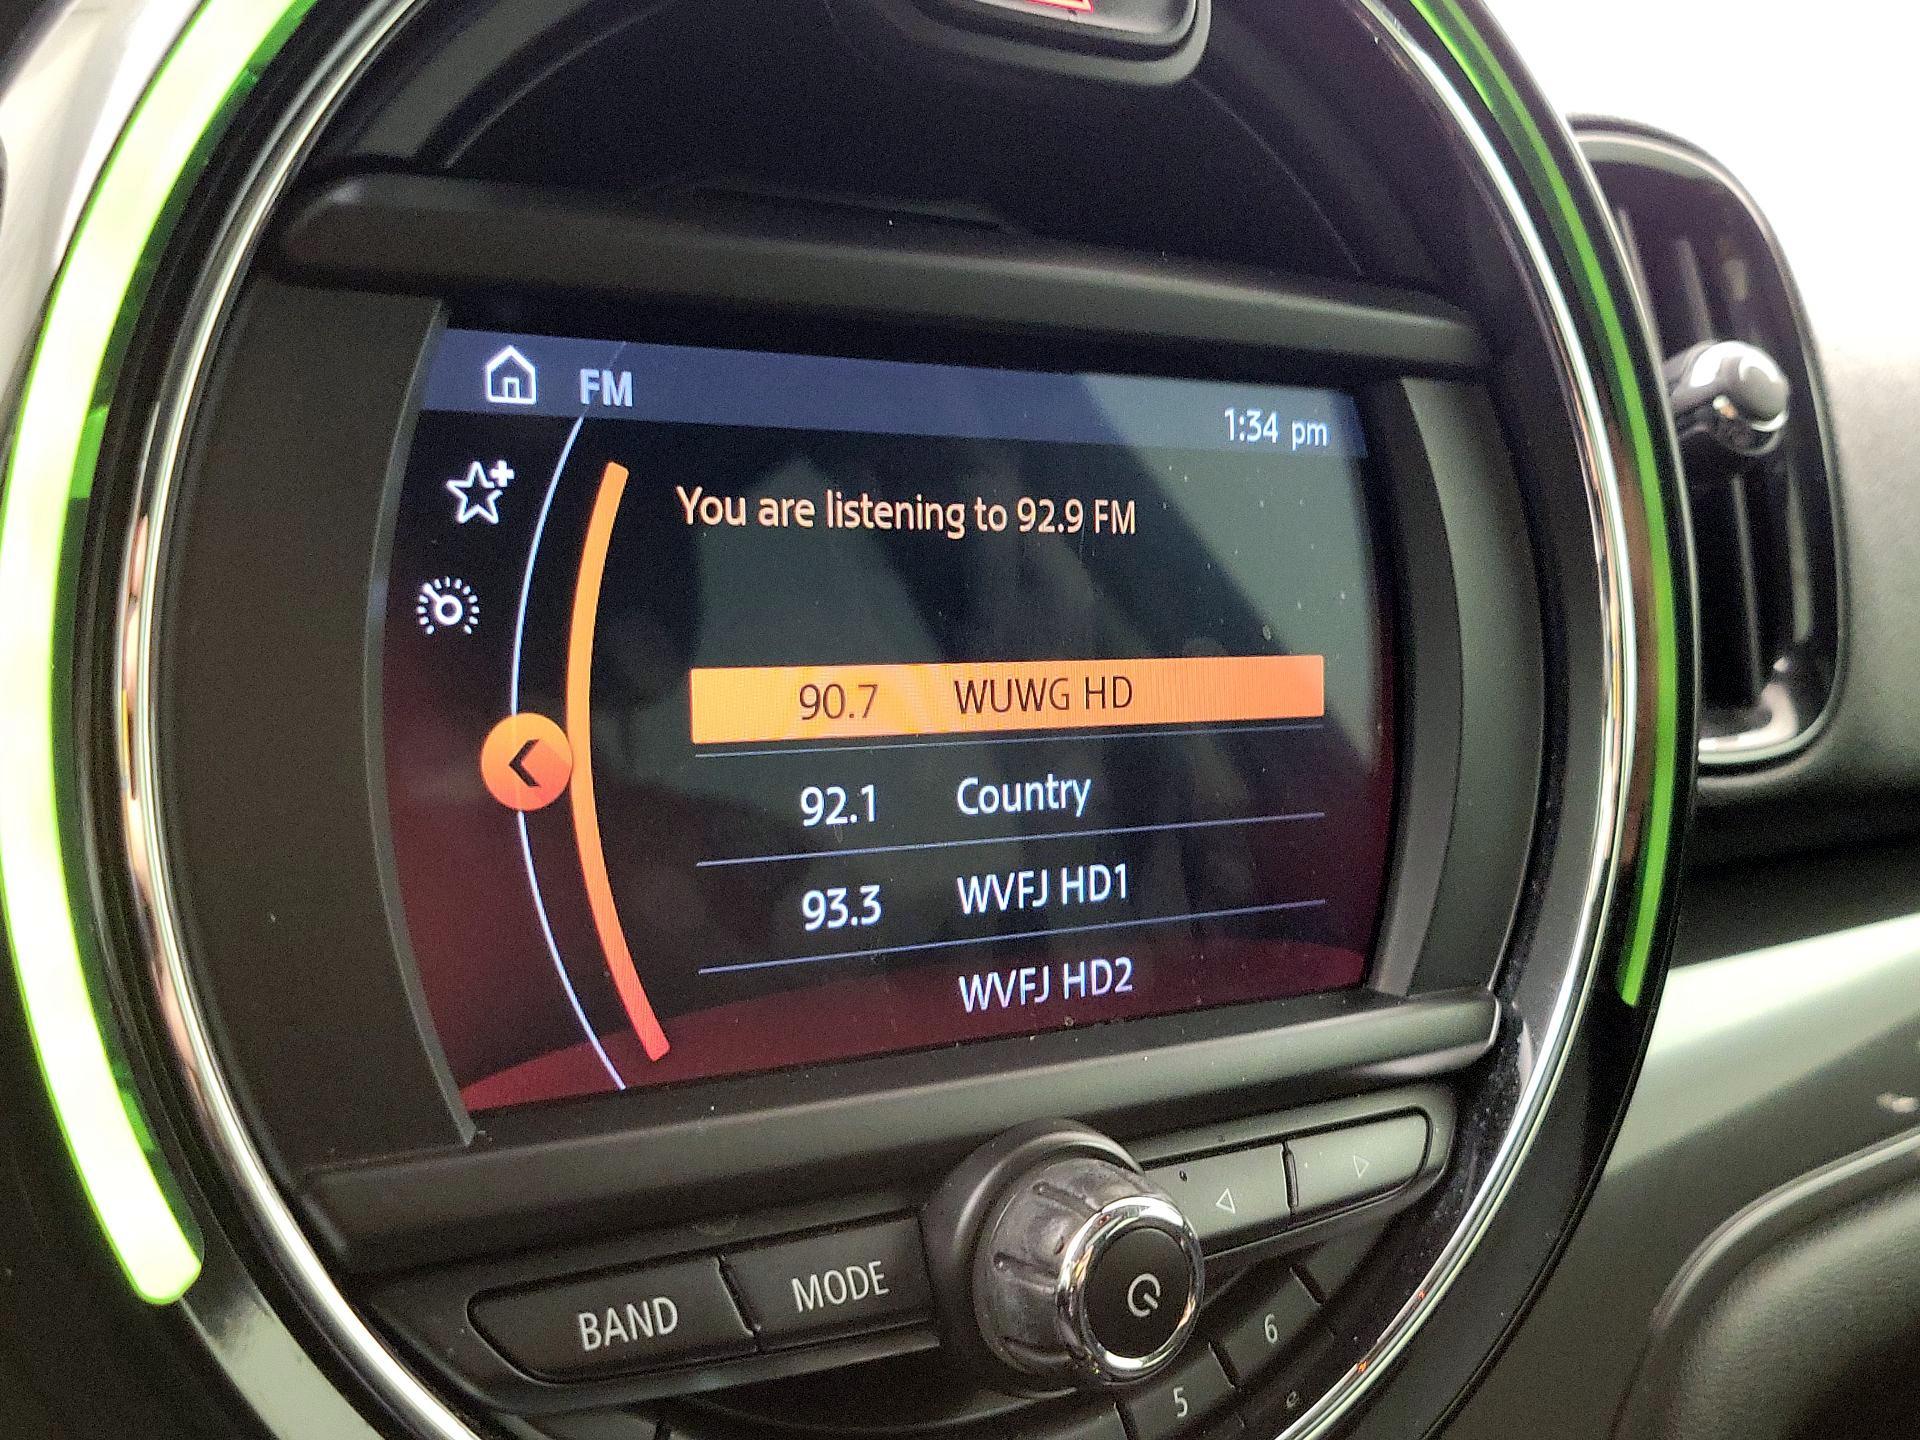 FM
1:34 pm
You are listening to 92.9 FM
90.7 WUWG HD
92.1 Country
93.3 WVFJ HD1
WVFJ HD2
BAND
MODE
6
5